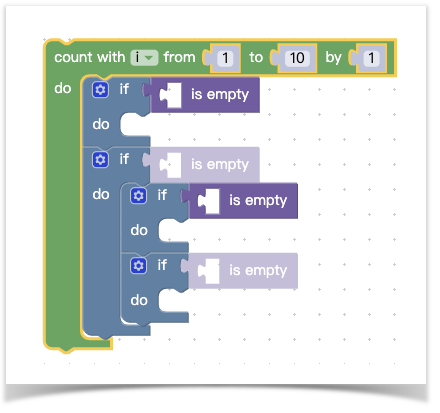 count with i from 1 to 10 by 1
do if is empty
do
if is empty
do if is empty
do
if is empty
do